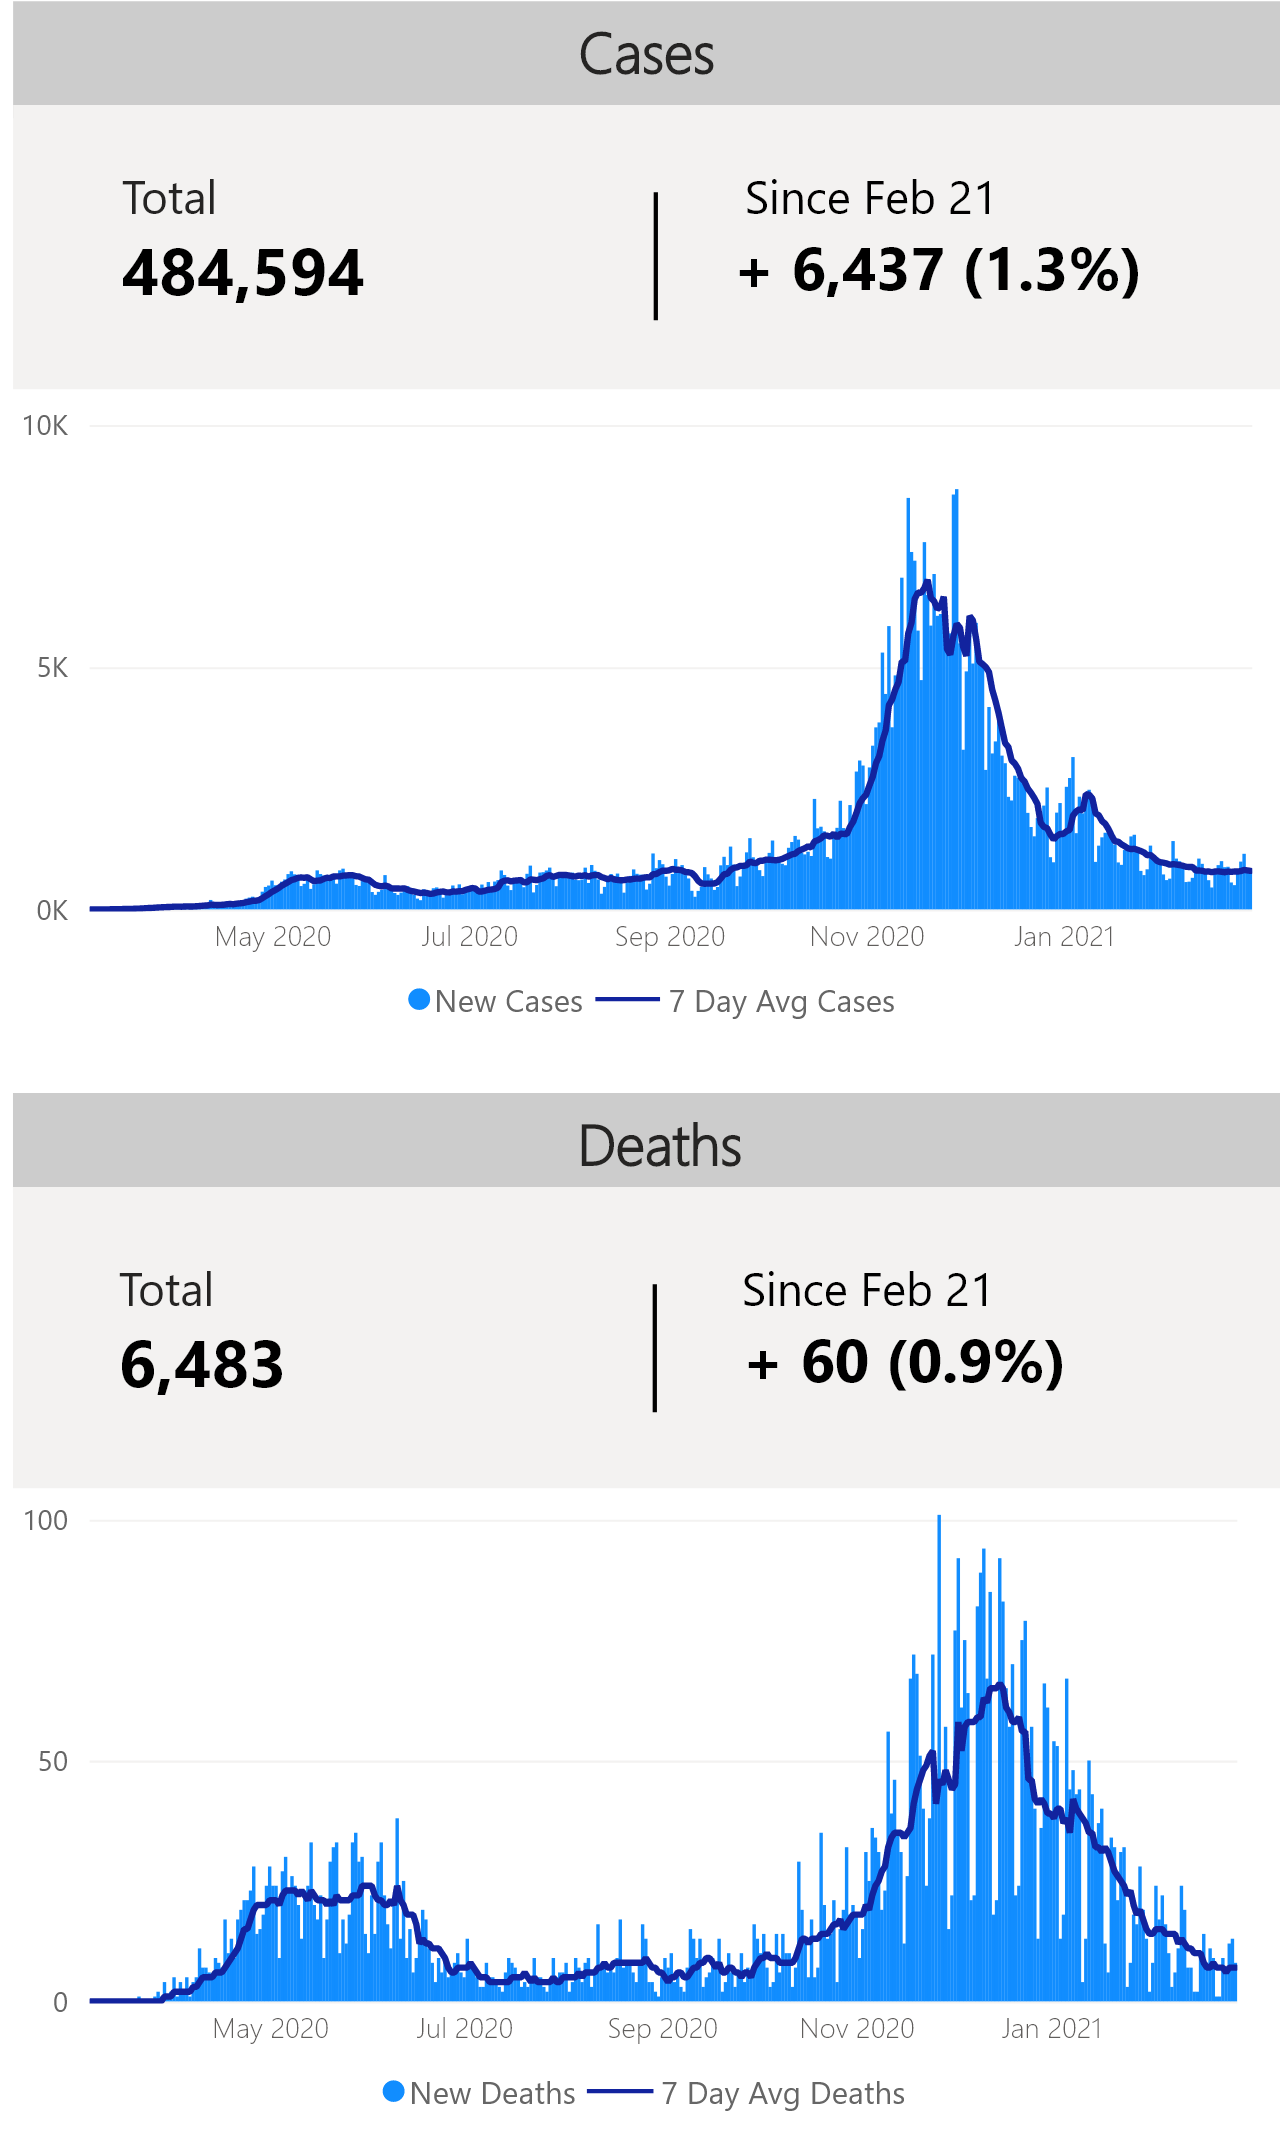 Cases
Total
Since Feb 21
484,594
+ 6,437 (1.3%)
10K
5K
0K
May 2020
Jul 2020
Sep 2020
Nov 2020
Jan 2021
New Cases
7 Day Avg Cases
Deaths
Total
Since Feb 21
6,483
+ 60 (0.9%)
100
50
0
May 2020
Jul 2020
Sep 2020
Nov 2020
Jan 2021
New Deaths
7 Day Avg Deaths